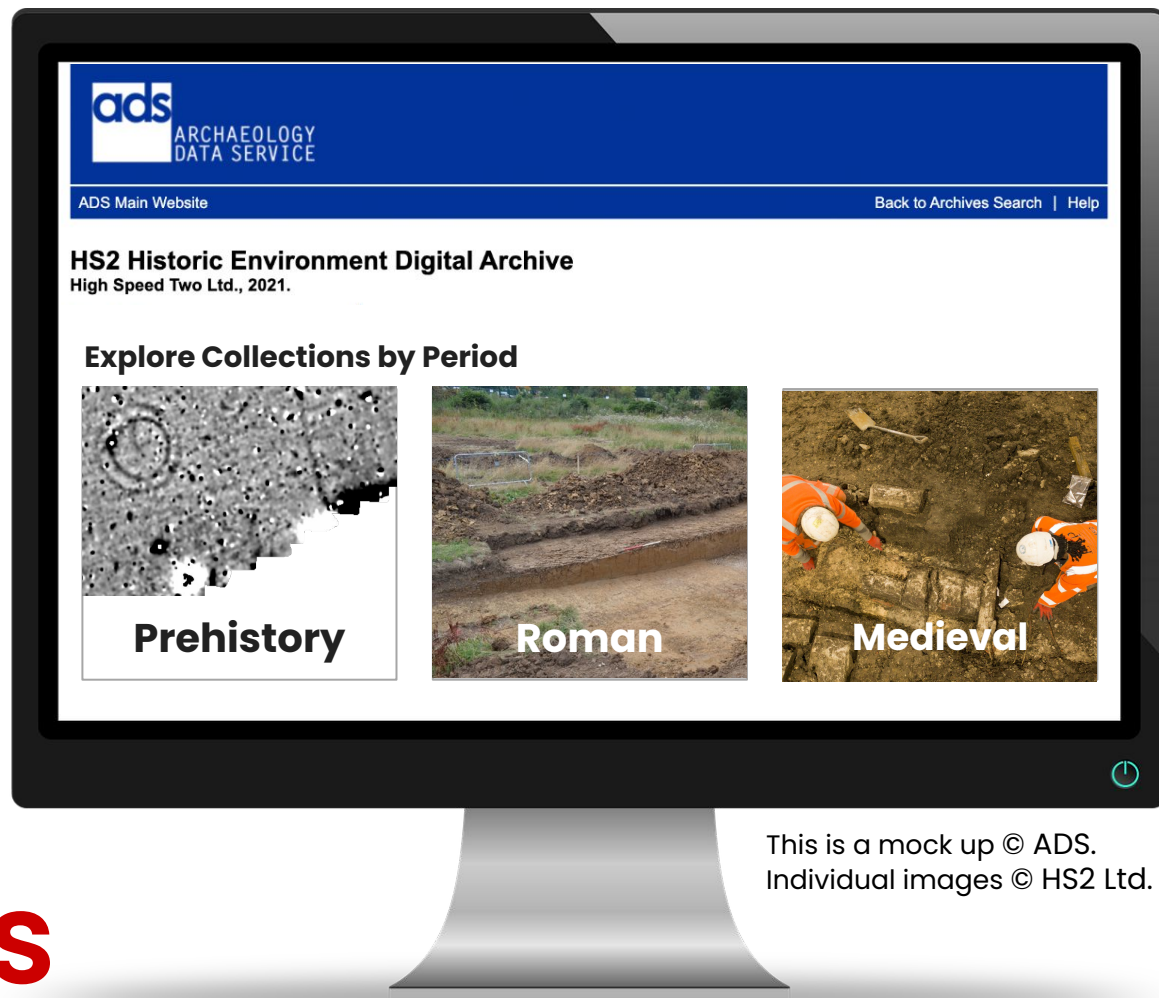 ads
ARCHAEOLOGY
DATA SERVICE
ADS Main Website
Back to Archives Search | Help
HS2 Historic Environment Digital Archive
High Speed Two Ltd., 2021.
Explore Collections by Period
Prehistory
Roman
Medieval
This is a mock up © ADS.
Individual images © HS2 Ltd.
s